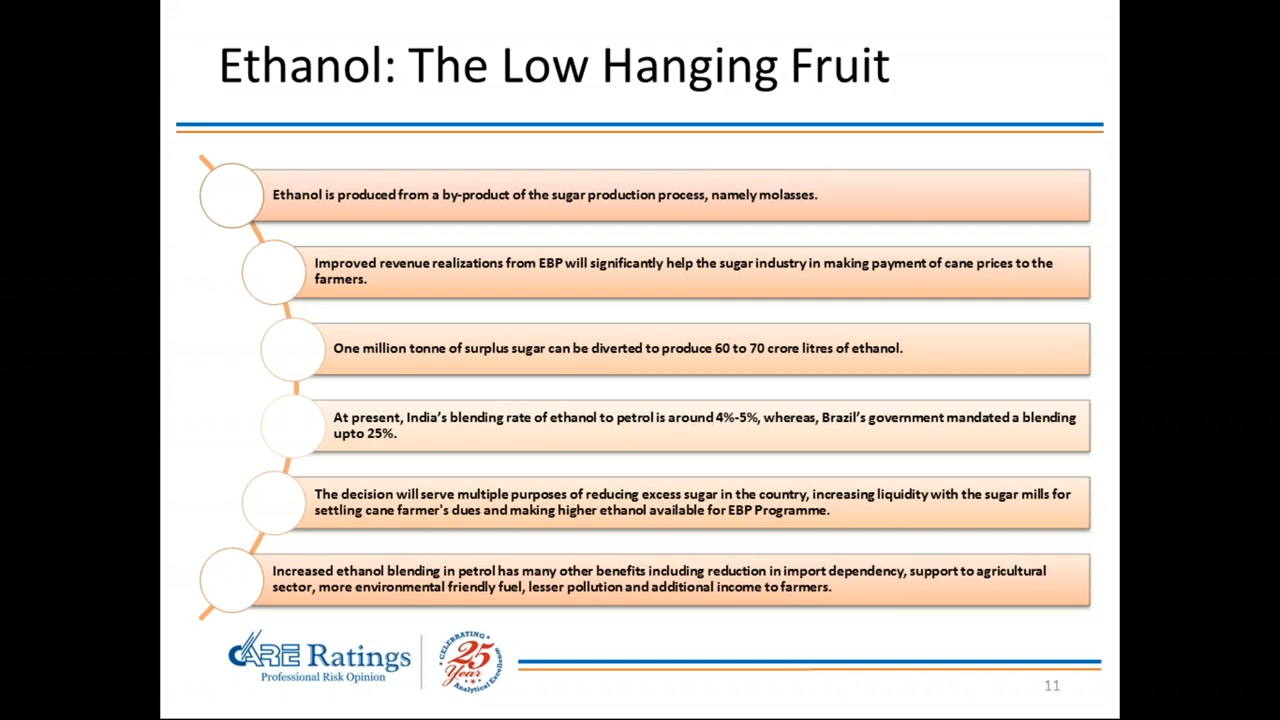 Ethanol: The Low Hanging Fruit
Ethanol is produced from a by-product of the sugar production process, namely molasses.
Improved revenue realizations from EBP will significantly help the sugar industry in making payment of cane prices to the
farmers.
One million tonne of surplus sugar can be diverted to produce 60 to 70 crore litres of ethanol.
At present, India's blending rate of ethanol to petrol is around 4%-5%, whereas, Brazil's government mandated a blending
upto 25%.
The decision will serve multiple purposes of reducing excess sugar in the country, increasing liquidity with the sugar mills for
settling cane farmer's dues and making higher ethanol available for EBP Programme.
Increased ethanol blending in petrol has many other benefits including reduction in import dependency, support to agricultural
sector, more environmental friendly fuel, lesser pollution and additional income to farmers.
CARE Ratings
Professional Risk Opinion
CELEBRATING
25
Year
Analytical Excellence
11